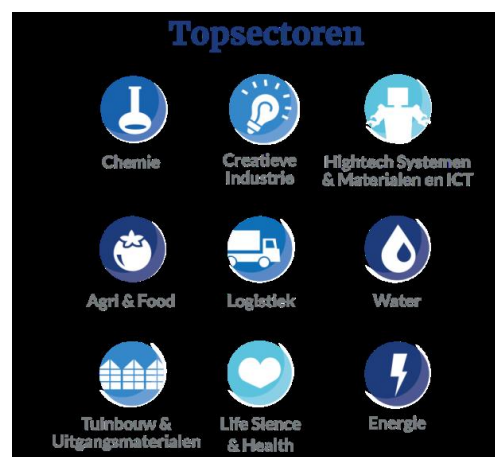 Topsectoren
Chemie
Creatieve
Industrie
Hightech Systemen
& Materialen en ICT
Agri & Food
Logistiek
Water
Tuinbouw &
Uitgangsmaterialen
Life Sience
& Health
Energie